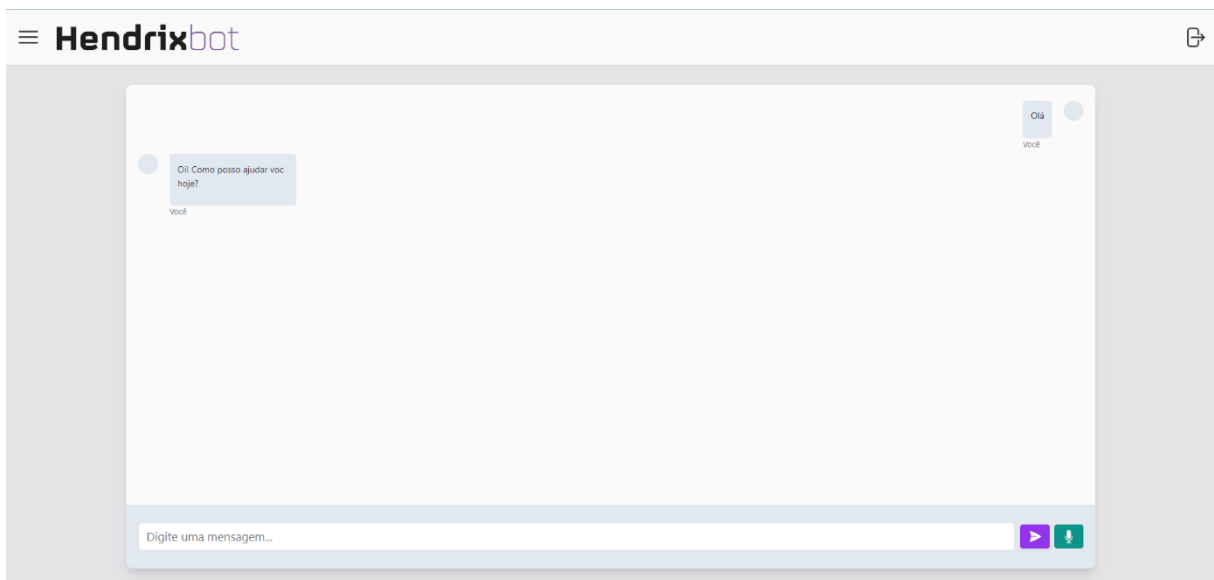 Hendrixbot
Olá
Você
Oi! Como posso ajudar voc
hoje?
Você
Digite uma mensagem...